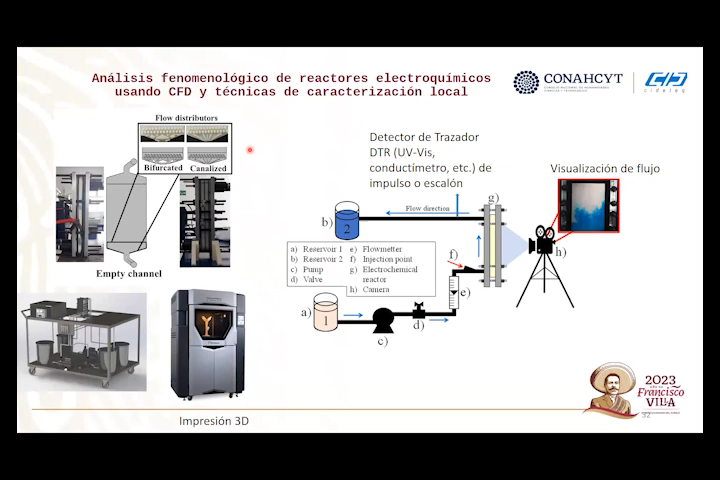 Análisis fenomenológico de reactores electroquímicos
usando CFD y técnicas de caracterización local
CONAHCYT
cideteq
Flow distributors
Bifurcated Canalized
Empty channel
Detector de Trazador
DTR (UV-Vis,
conductímetro, etc.) de
impulso o escalón
Visualización de flujo
g)
Flow direction
b)
2
h)
a) Reservoir 1 e) Flowmetter
b) Reservoir 2 f) Injection point
c) Pump g) Electrochemical
d) Valve reactor
h) Camera
f)
e)
a)
1
d)
c)
Impresión 3D
2023
Francisco
VILLA